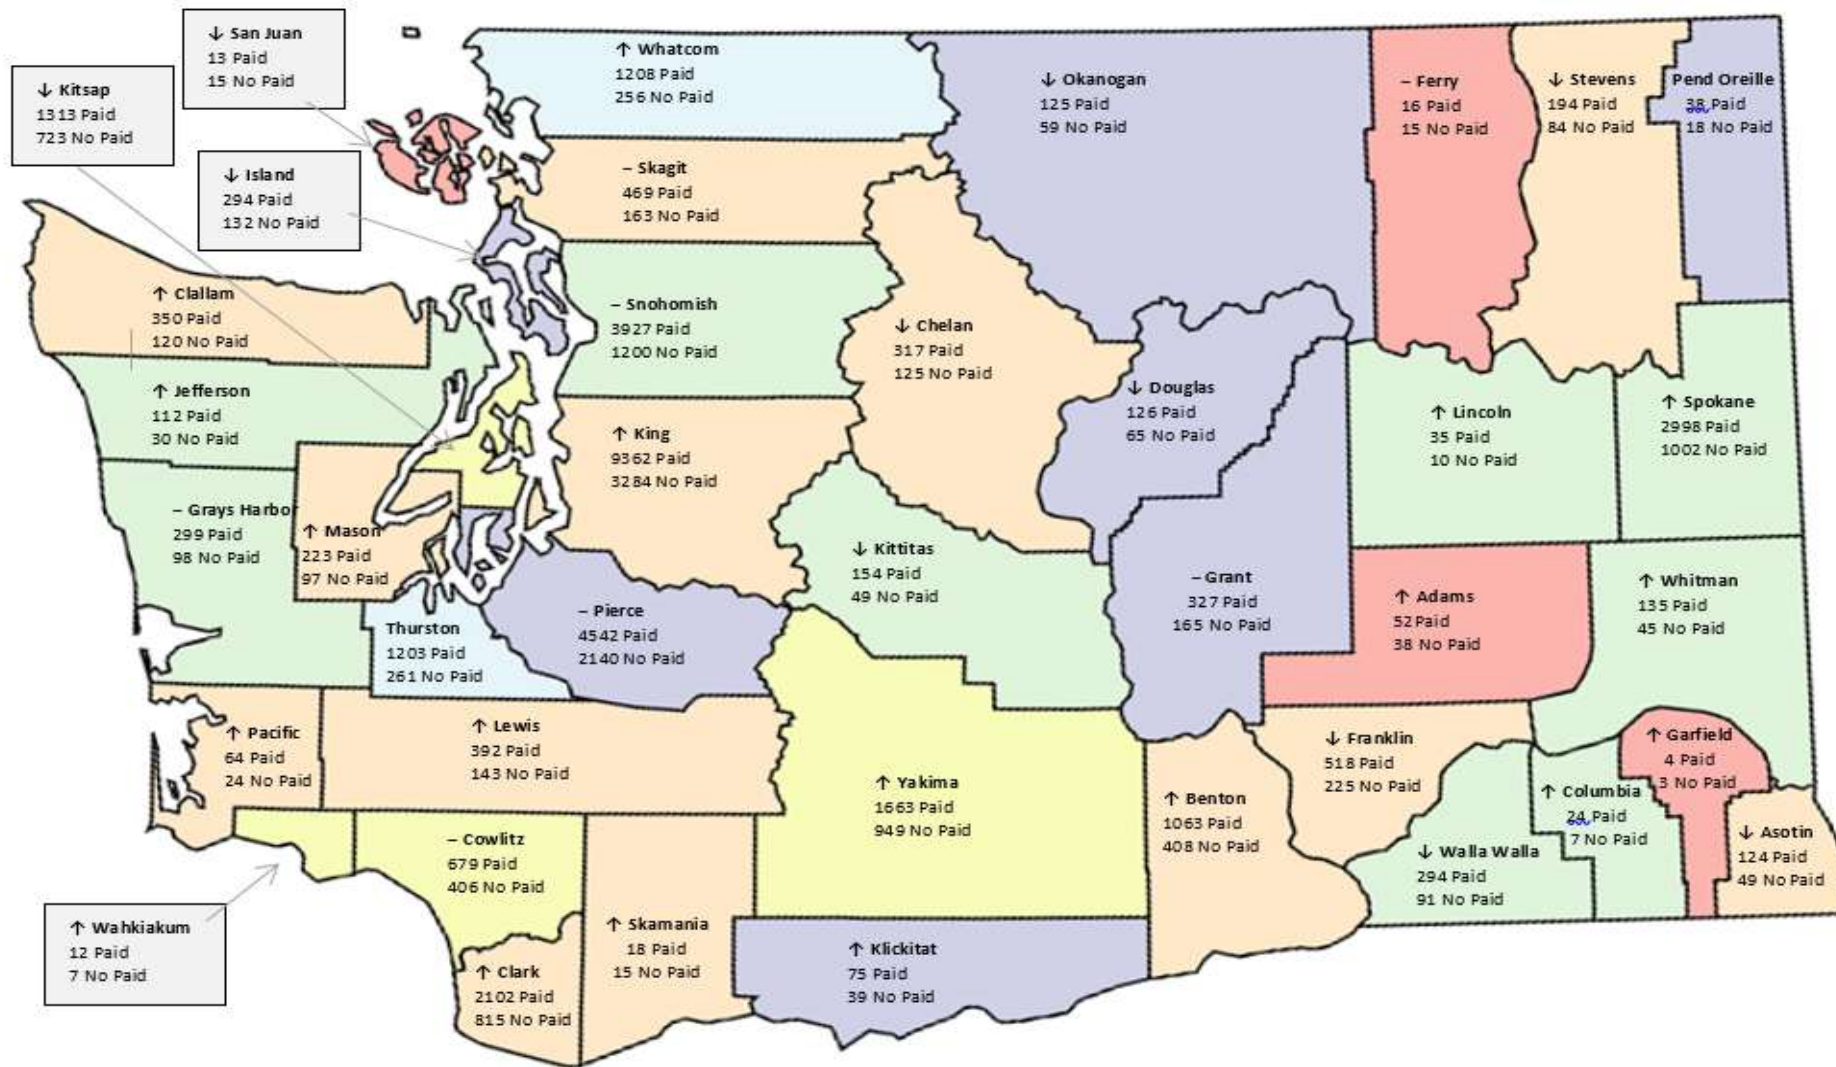 ↓ San Juan
13 Paid
15 No Paid
↓ Kitsap
1313 Paid
723 No Paid
↓ Island
294 Paid
132 No Paid
↑ Whatcom
1208 Paid
256 No Paid
– Skagit
469 Paid
163 No Paid
↓ Okanogan
125 Paid
59 No Paid
– Ferry
16 Paid
15 No Paid
↓ Stevens
194 Paid
84 No Paid
Pend Oreille
38 Paid
18 No Paid
↑ Clallam
350 Paid
120 No Paid
– Snohomish
3927 Paid
1200 No Paid
↓ Chelan
317 Paid
125 No Paid
↑ Jefferson
112 Paid
30 No Paid
↑ King
9362 Paid
3284 No Paid
↓ Douglas
126 Paid
65 No Paid
↑ Lincoln
35 Paid
10 No Paid
↑ Spokane
2998 Paid
1002 No Paid
– Grays Harbor
299 Paid
98 No Paid
↑ Mason
223 Paid
97 No Paid
↓ Kittitas
154 Paid
49 No Paid
– Grant
327 Paid
165 No Paid
↑ Adams
52 Paid
38 No Paid
↑ Whitman
135 Paid
45 No Paid
Thurston
1203 Paid
261 No Paid
– Pierce
4542 Paid
2140 No Paid
↑ Pacific
64 Paid
24 No Paid
↑ Lewis
392 Paid
143 No Paid
↑ Yakima
1663 Paid
949 No Paid
↑ Benton
1063 Paid
408 No Paid
↓ Franklin
518 Paid
225 No Paid
↑ Garfield
4 Paid
3 No Paid
↑ Columbia
24 Paid
7 No Paid
↓ Walla Walla
294 Paid
91 No Paid
↓ Asotin
124 Paid
49 No Paid
– Cowlitz
679 Paid
406 No Paid
↑ Wahkiakum
12 Paid
7 No Paid
↑ Clark
2102 Paid
815 No Paid
↑ Skamania
18 Paid
15 No Paid
↑ Klickitat
75 Paid
39 No Paid